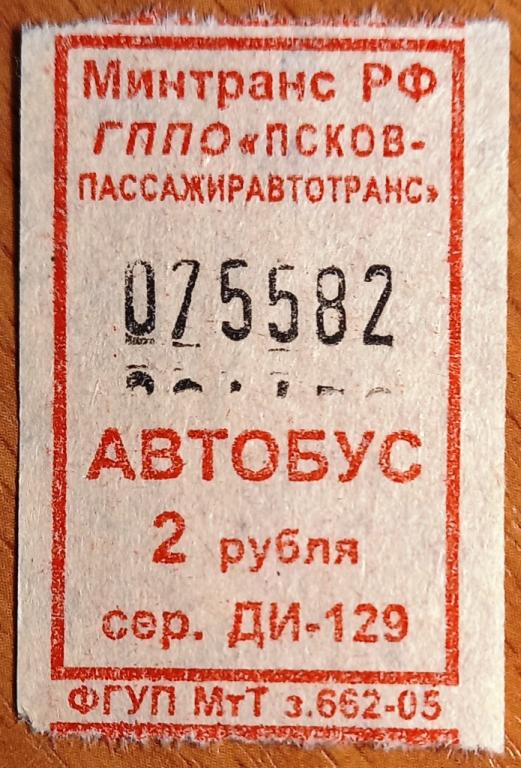 Минтранс РФ
ГППО «ПСКОВ-
ПАССАЖИРАВТОТРАНС»
075582
АВТОБУС
2 рубля
сер. ДИ-129
ФГУП МтТ з.662-05